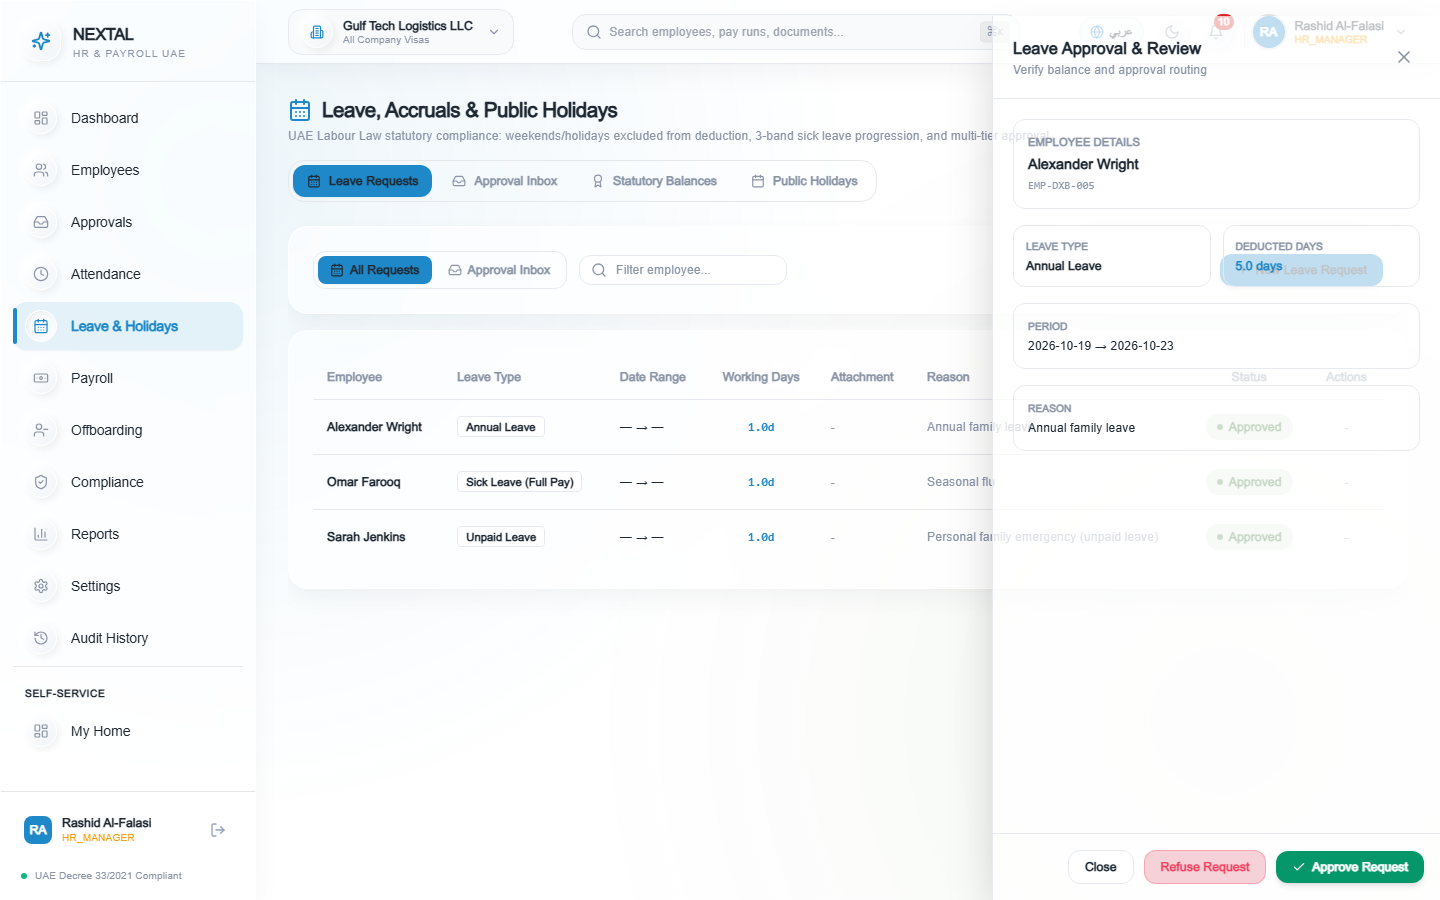 NEXTAL
HR & PAYROLL UAE
Dashboard
Employees
Approvals
Attendance
Leave & Holidays
Payroll
Offboarding
Compliance
Reports
Settings
Audit History
SELF-SERVICE
My Home
RA
Rashid Al-Falasi
HR_MANAGER
UAE Decree 33/2021 Compliant
Gulf Tech Logistics LLC
All Company Visas
Search employees, pay runs, documents...
⌘K
عربي
10
RA
Rashid Al-Falasi
HR_MANAGER
Leave, Accruals & Public Holidays
UAE Labour Law statutory compliance: weekends/holidays excluded from deduction, 3-band sick leave progression, and multi-tier approval.
Leave Requests
Approval Inbox
Statutory Balances
Public Holidays
All Requests
Approval Inbox
Filter employee...
New Leave Request
Employee Leave Type Date Range Working Days Attachment Reason Status Actions
Alexander Wright Annual Leave — → — 1.0d - Annual family leave Approved -
Omar Farooq Sick Leave (Full Pay) — → — 1.0d - Seasonal flu Approved -
Sarah Jenkins Unpaid Leave — → — 1.0d - Personal family emergency (unpaid leave) Approved -
Leave Approval & Review
Verify balance and approval routing
EMPLOYEE DETAILS
Alexander Wright
EMP-DXB-005
LEAVE TYPE
Annual Leave
DEDUCTED DAYS
5.0 days
PERIOD
2026-10-19 → 2026-10-23
REASON
Annual family leave
Close
Refuse Request
Approve Request